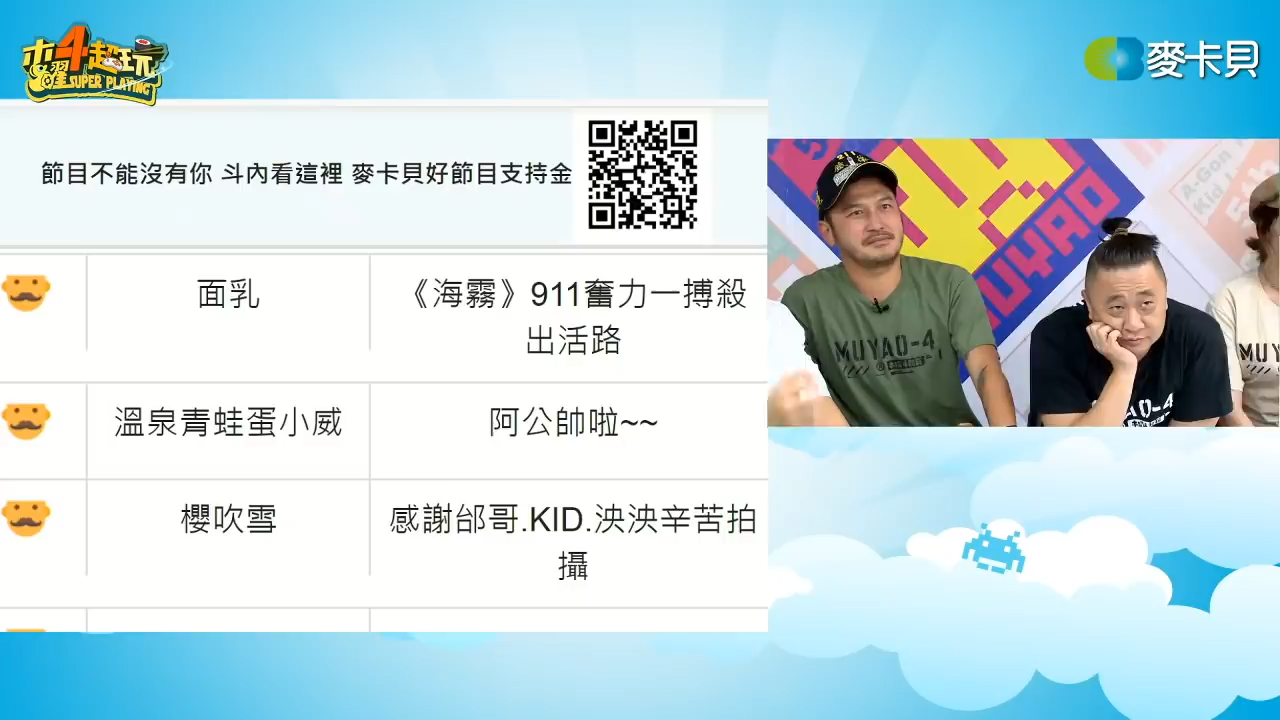 木曜4超玩
SUPER PLAYING
麥卡貝
節目不能沒有你 斗內看這裡 麥卡貝好節目支持金
面乳
《海霧》911奮力一搏殺
出活路
溫泉青蛙蛋小威
阿公帥啦~~
櫻吹雪
感謝邰哥.KID.泱泱辛苦拍
攝
MUYAO
A-Gon
Kid
MUYAO-4